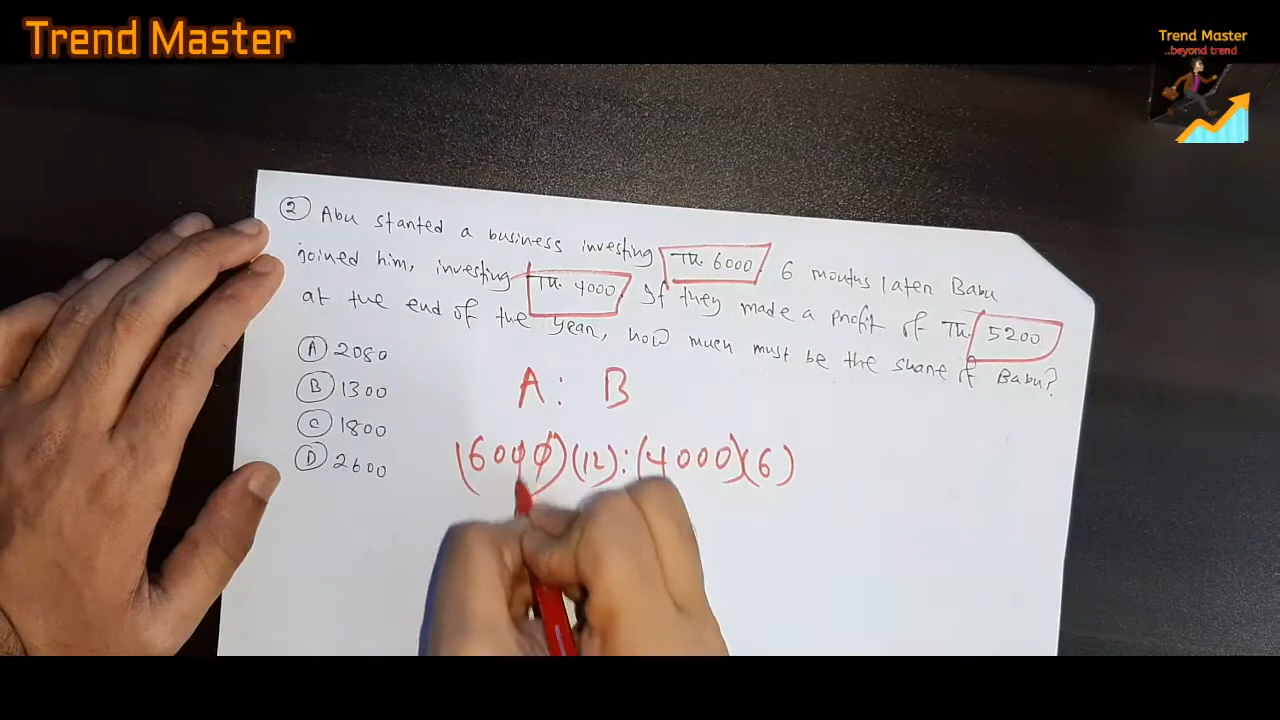 Trend Master
Trend Master
..beyond trend
② Abu started a business investing Tk. 6000. 6 months later Babu
joined him, investing Tk. 4000. If they made a profit of Tk. 5200
at the end of the year, how much must be the share of Babu?
Ⓐ 2080
Ⓑ 1300
Ⓒ 1800
Ⓓ 2600
A : B
(6000)(12):(4000)(6)